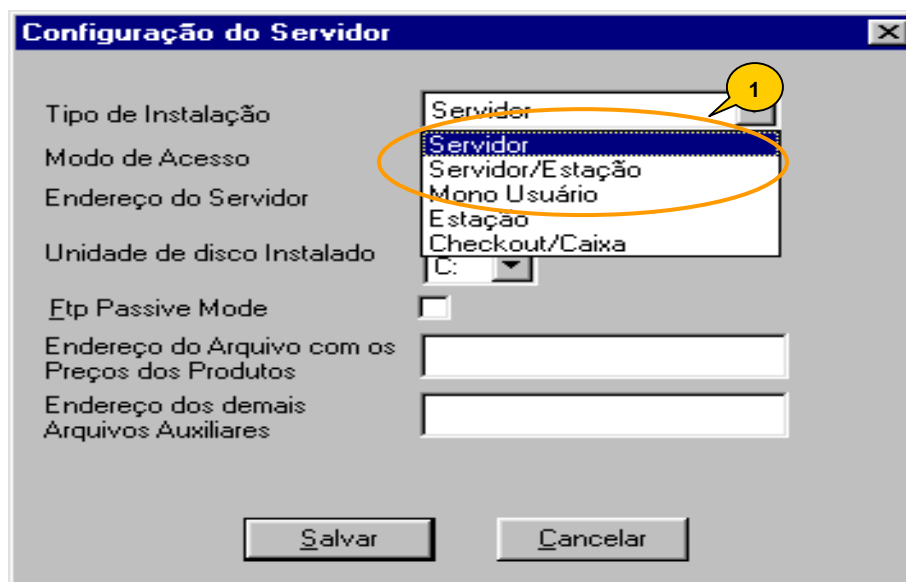 Configuração do Servidor
1
Tipo de Instalação
Servidor
Servidor
Modo de Acesso
Servidor/Estação
Endereço do Servidor
Mono Usuário
Estação
Checkout/Caixa
Unidade de disco Instalado
C:
Ftp Passive Mode
Endereço do Arquivo com os
Preços dos Produtos
Endereço dos demais
Arquivos Auxiliares
Salvar
Cancelar